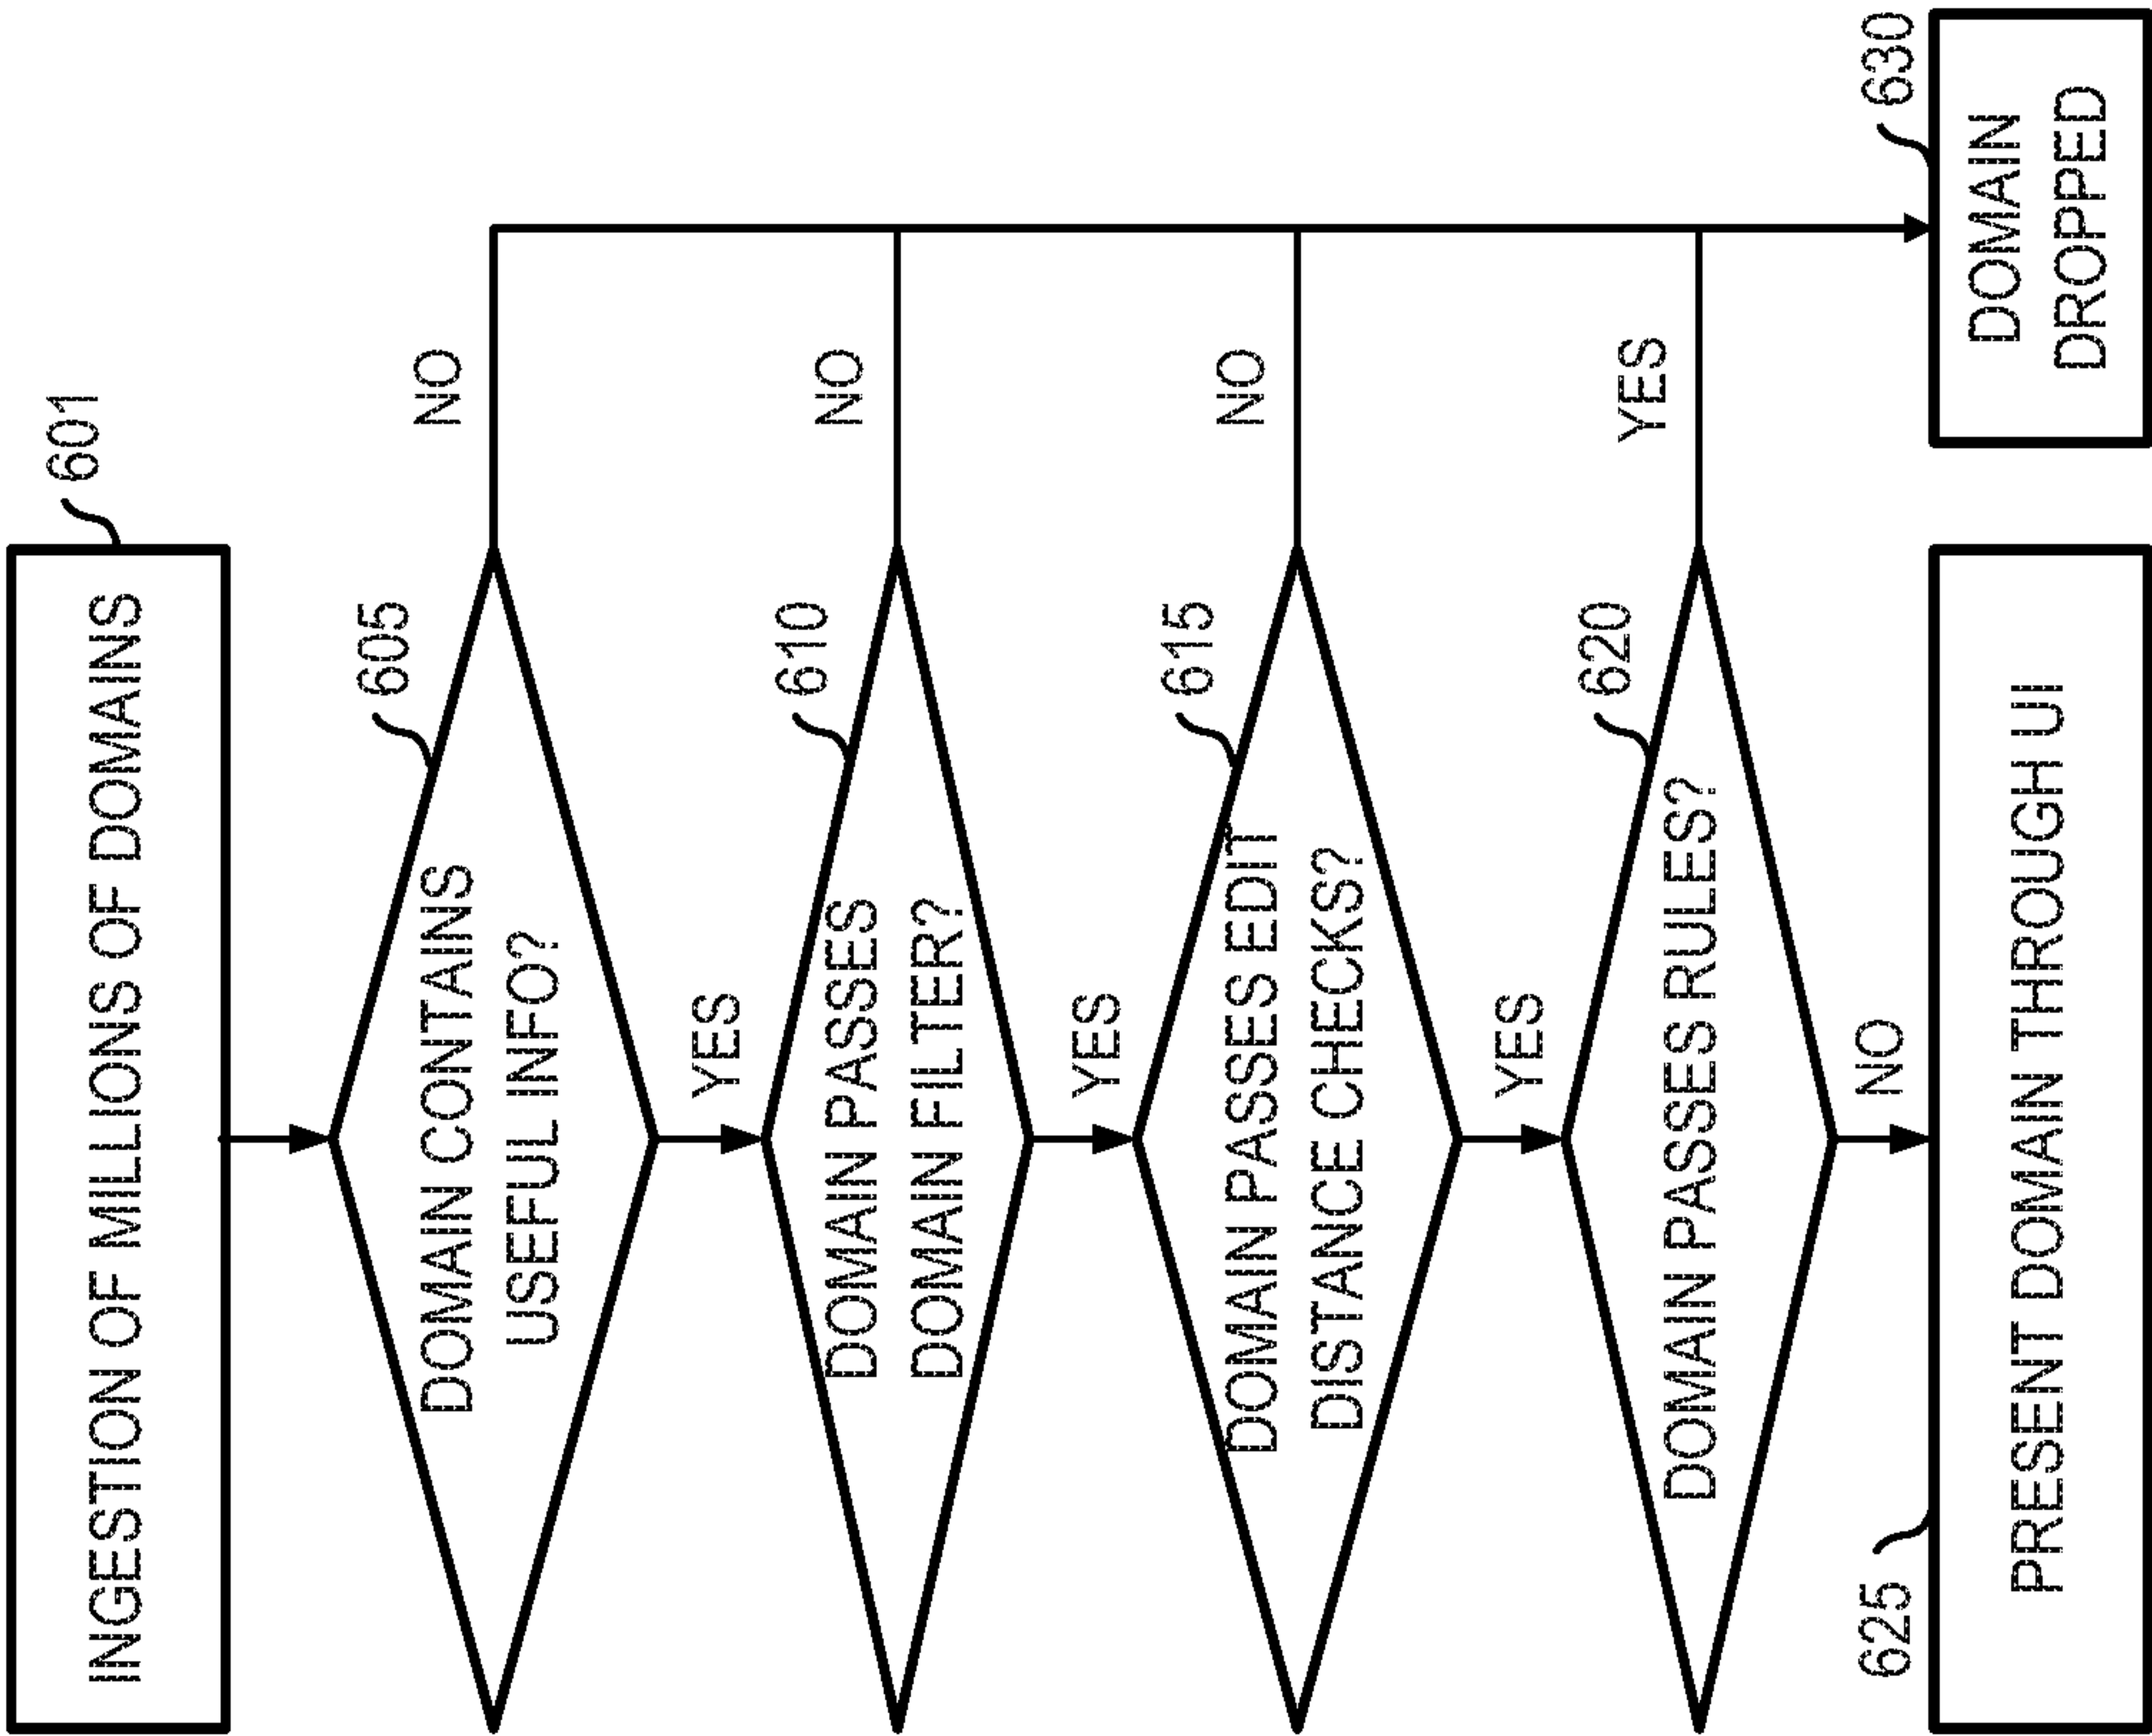 INGESTION OF MILLIONS OF DOMAINS
601
DOMAIN CONTAINS
USEFUL INFO?
605
NO
YES
DOMAIN PASSES
DOMAIN FILTER?
610
NO
YES
DOMAIN PASSES EDIT
DISTANCE CHECKS?
615
NO
YES
DOMAIN PASSES RULES?
620
YES
NO
625
PRESENT DOMAIN THROUGH UI
630
DOMAIN
DROPPED